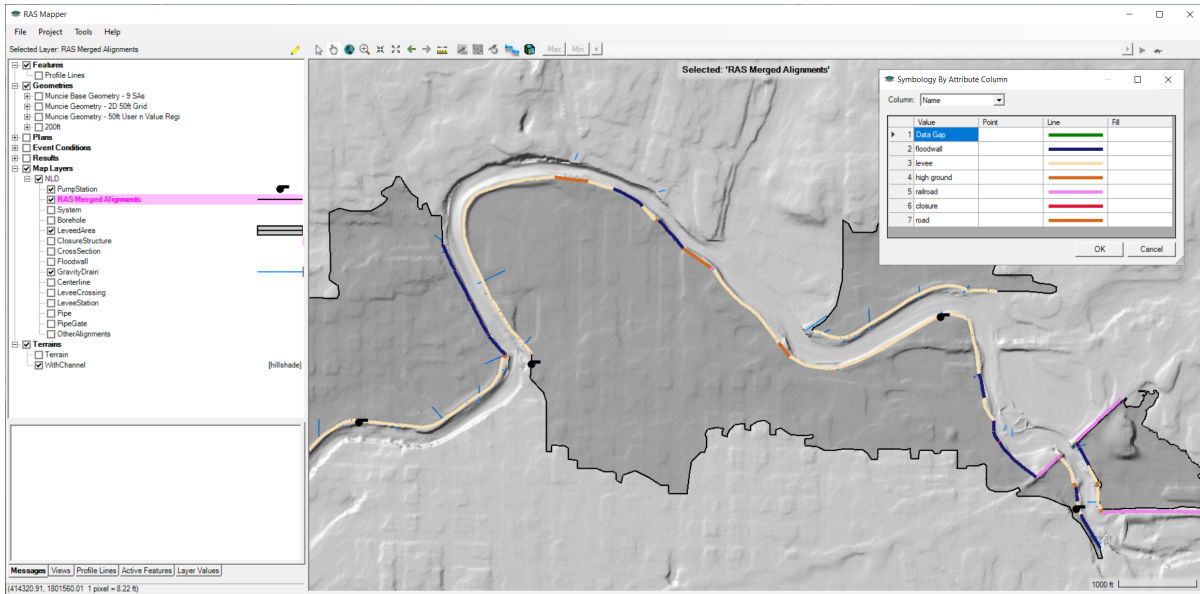 RAS Mapper
File Project Tools Help
Selected Layer: RAS Merged Alignments
Max Min
Features
Profile Lines
Geometries
Muncie Base Geometry - 9 SAs
Muncie Geometry - 2D 50ft Grid
Muncie Geometry - 50ft User n Value Regi
200ft
Plans
Event Conditions
Results
Map Layers
NLD
PumpStation
RAS Merged Alignments
System
Borehole
LeveedArea
ClosureStructure
CrossSection
Floodwall
GravityDrain
Centerline
LeveeCrossing
LeveeStation
Pipe
PipeGate
OtherAlignments
Terrains
Terrain
WithChannel [hillshade]
Messages Views Profile Lines Active Features Layer Values
(414320.91, 1801560.01 1 pixel = 8.22 ft)
Selected: 'RAS Merged Alignments'
Symbology By Attribute Column
Column: Name
Value Point Line Fill
1 Data Gap
2 floodwall
3 levee
4 high ground
5 railroad
6 closure
7 road
OK Cancel
1000 ft